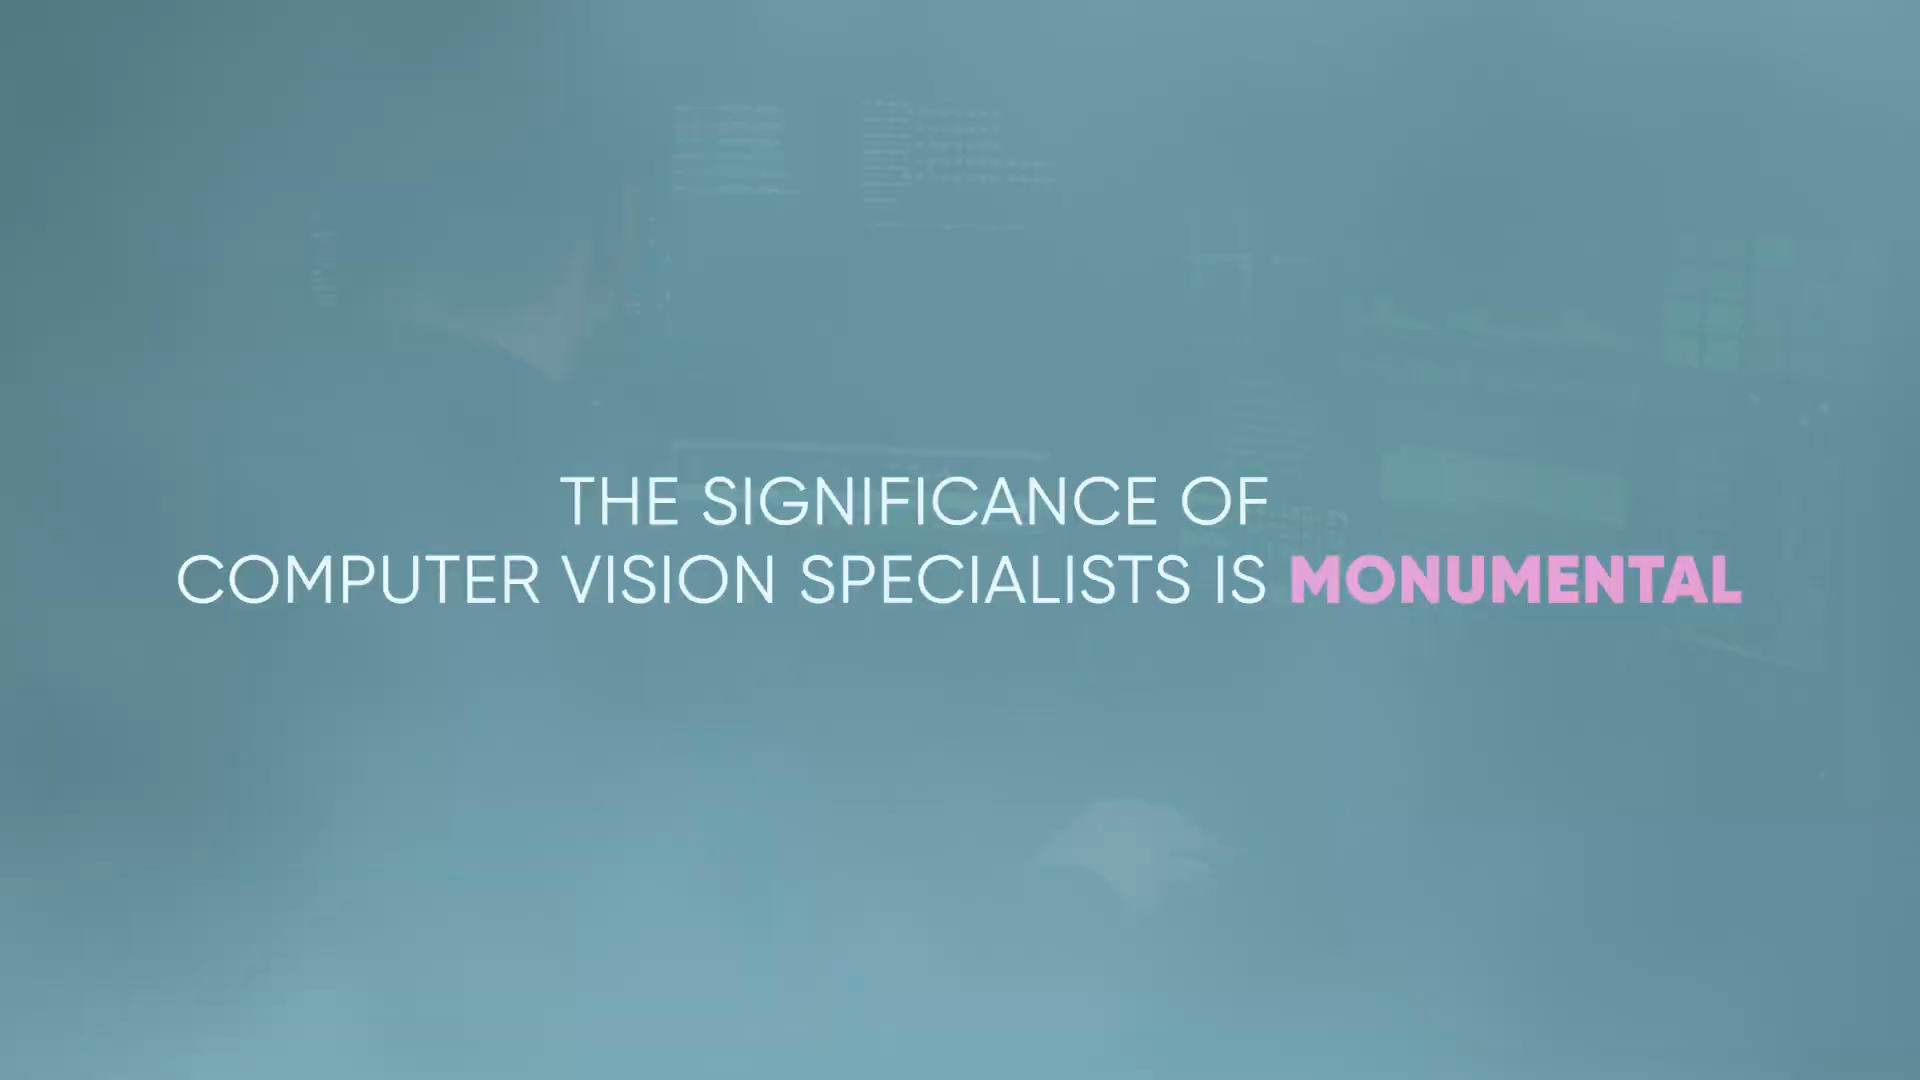 THE SIGNIFICANCE OF
COMPUTER VISION SPECIALISTS IS MONUMENTAL